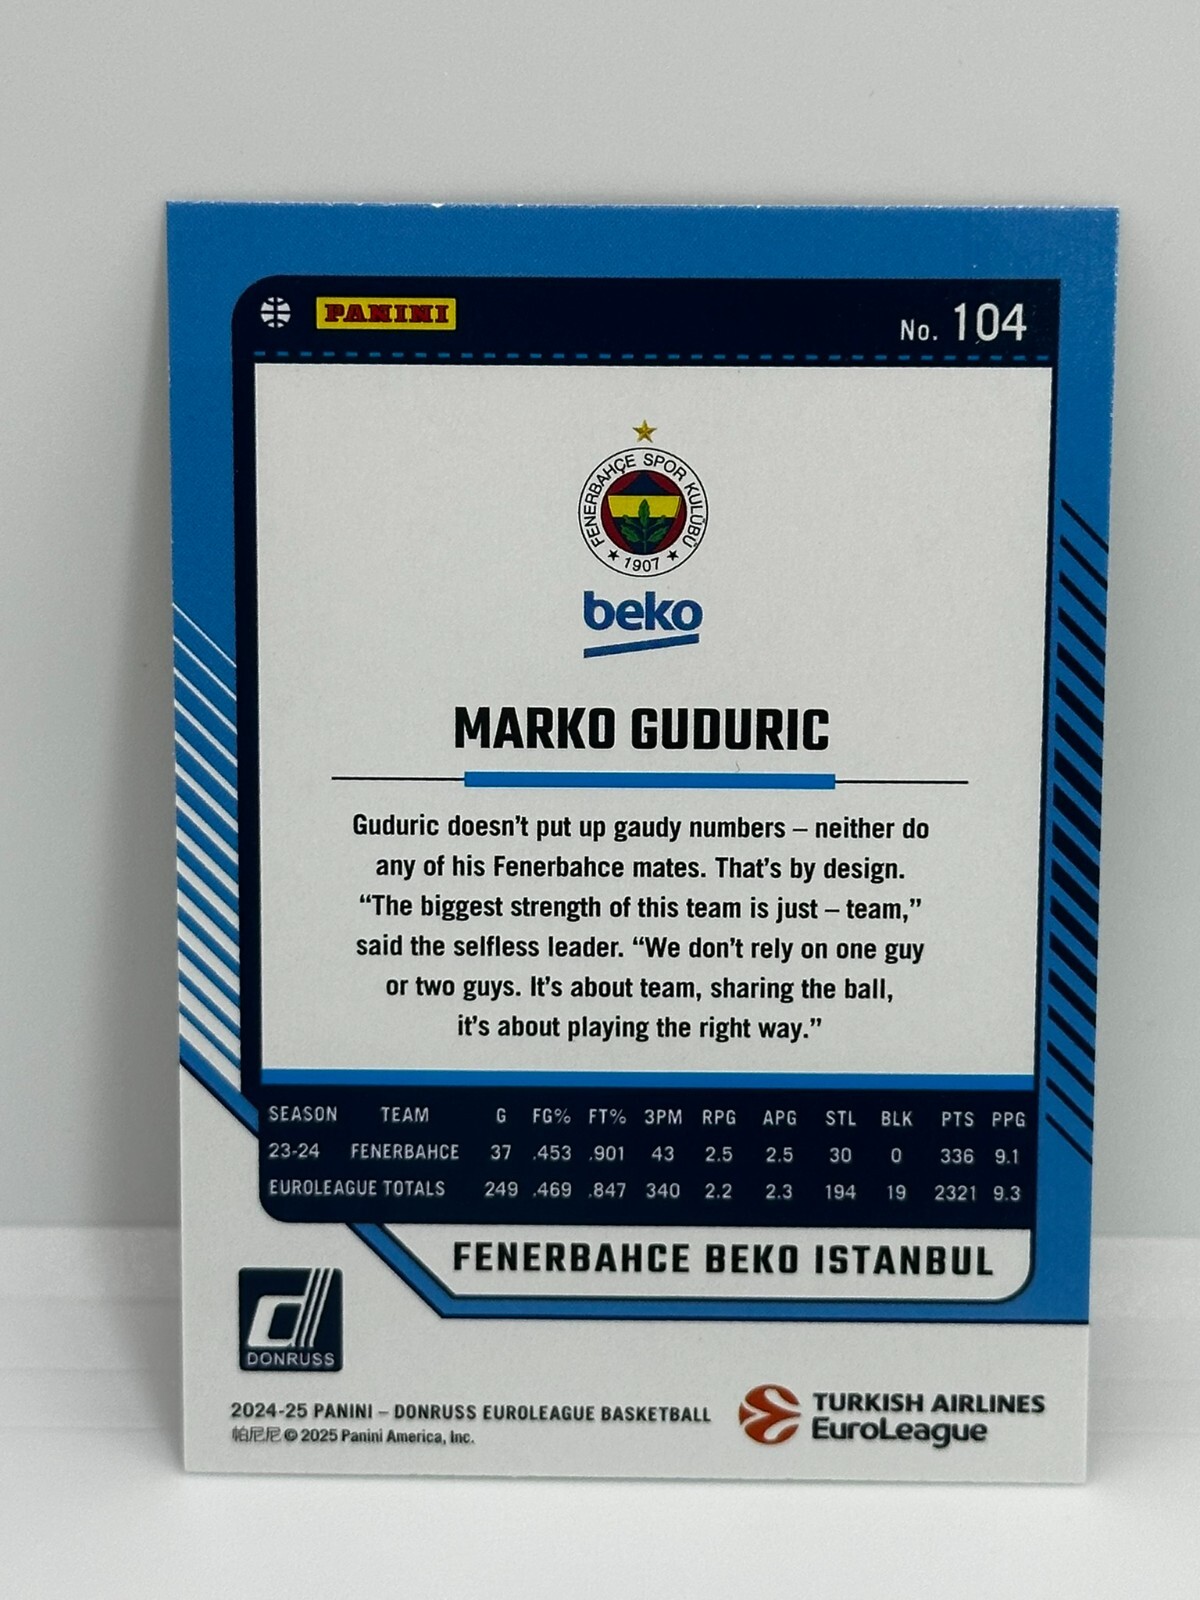 PANINI
No. 104
FENERBAHÇE SPOR KULÜBÜ
★ 1907 ★
beko
MARKO GUDURIC
Guduric doesn't put up gaudy numbers – neither do
any of his Fenerbahce mates. That's by design.
“The biggest strength of this team is just – team,”
said the selfless leader. “We don't rely on one guy
or two guys. It's about team, sharing the ball,
it's about playing the right way.”
SEASON TEAM G FG% FT% 3PM RPG APG STL BLK PTS PPG
23-24 FENERBAHCE 37 .453 .901 43 2.5 2.5 30 0 336 9.1
EUROLEAGUE TOTALS 249 .469 .847 340 2.2 2.3 194 19 2321 9.3
FENERBAHCE BEKO ISTANBUL
d
DONRUSS
2024-25 PANINI – DONRUSS EUROLEAGUE BASKETBALL
帕尼尼 © 2025 Panini America, Inc.
TURKISH AIRLINES
EuroLeague